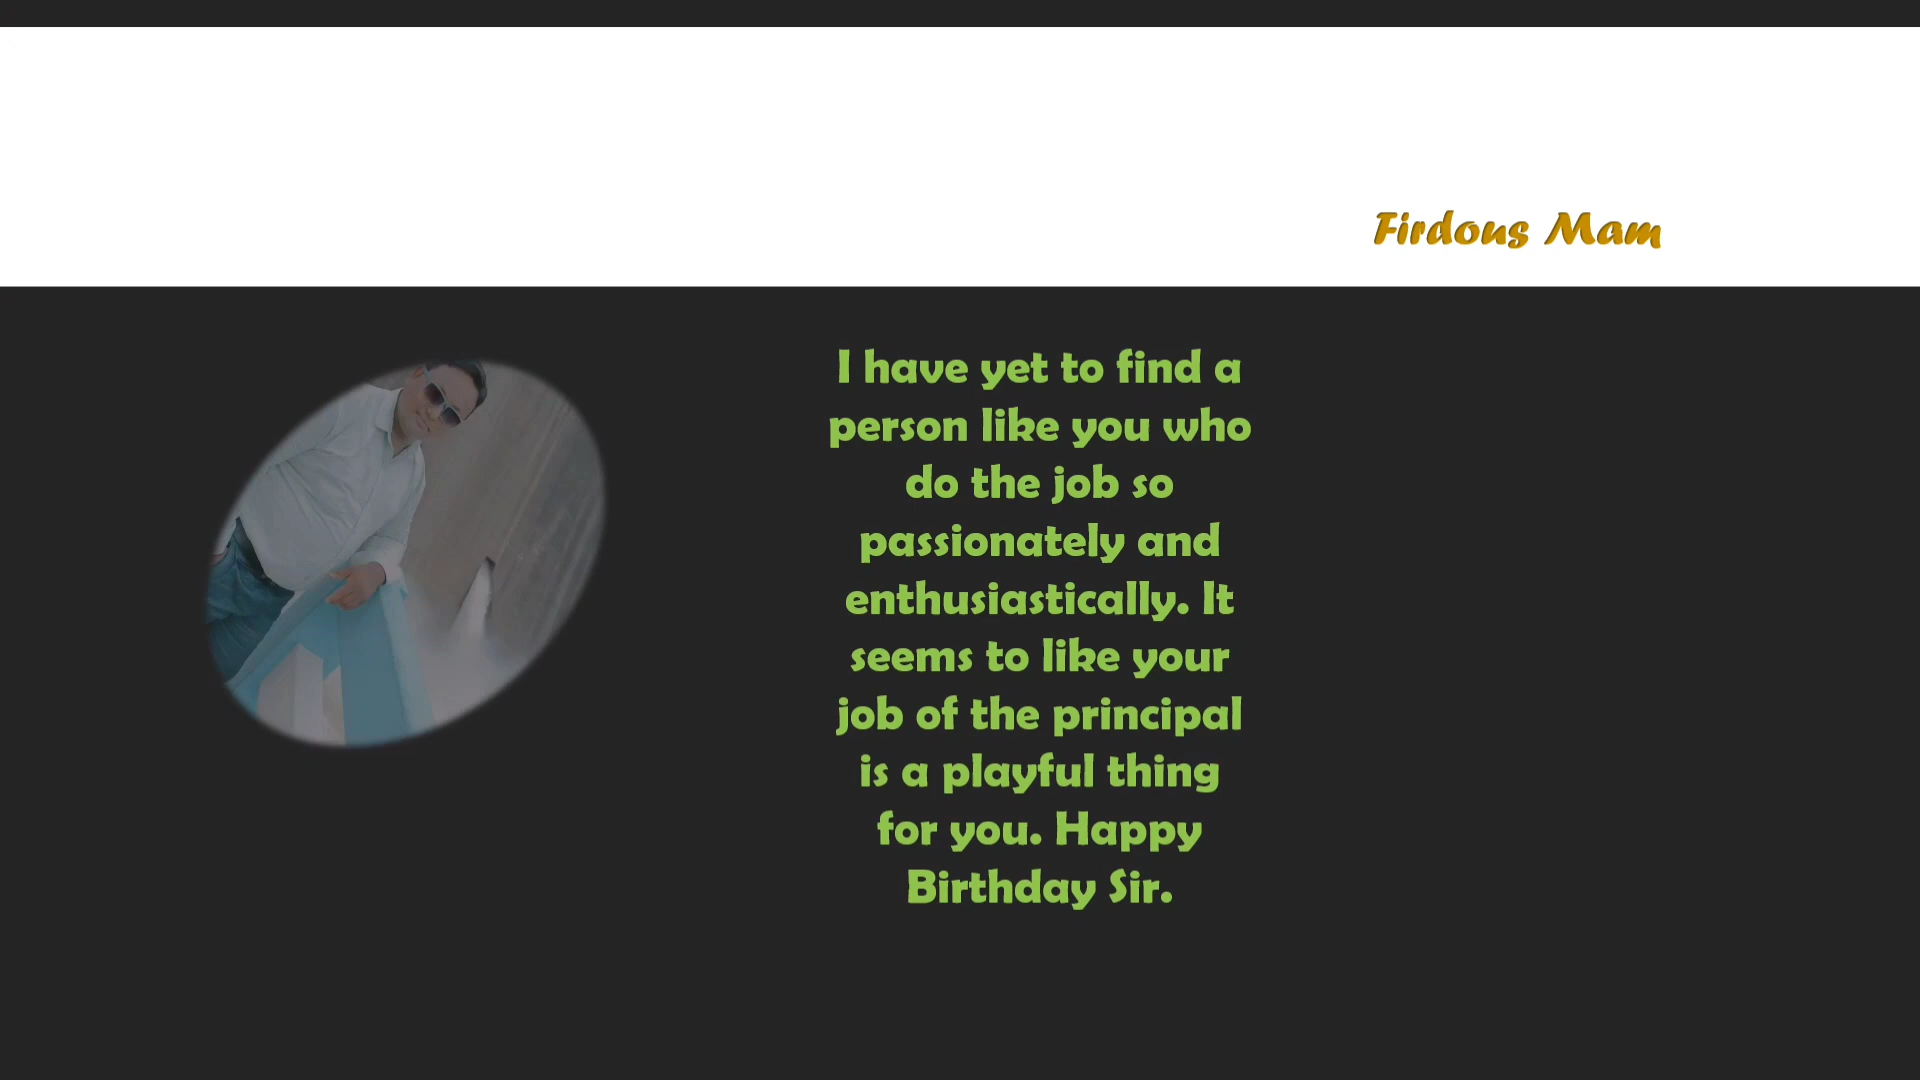 Firdous Mam
I have yet to find a
person like you who
do the job so
passionately and
enthusiastically. It
seems to like your
job of the principal
is a playful thing
for you. Happy
Birthday Sir.